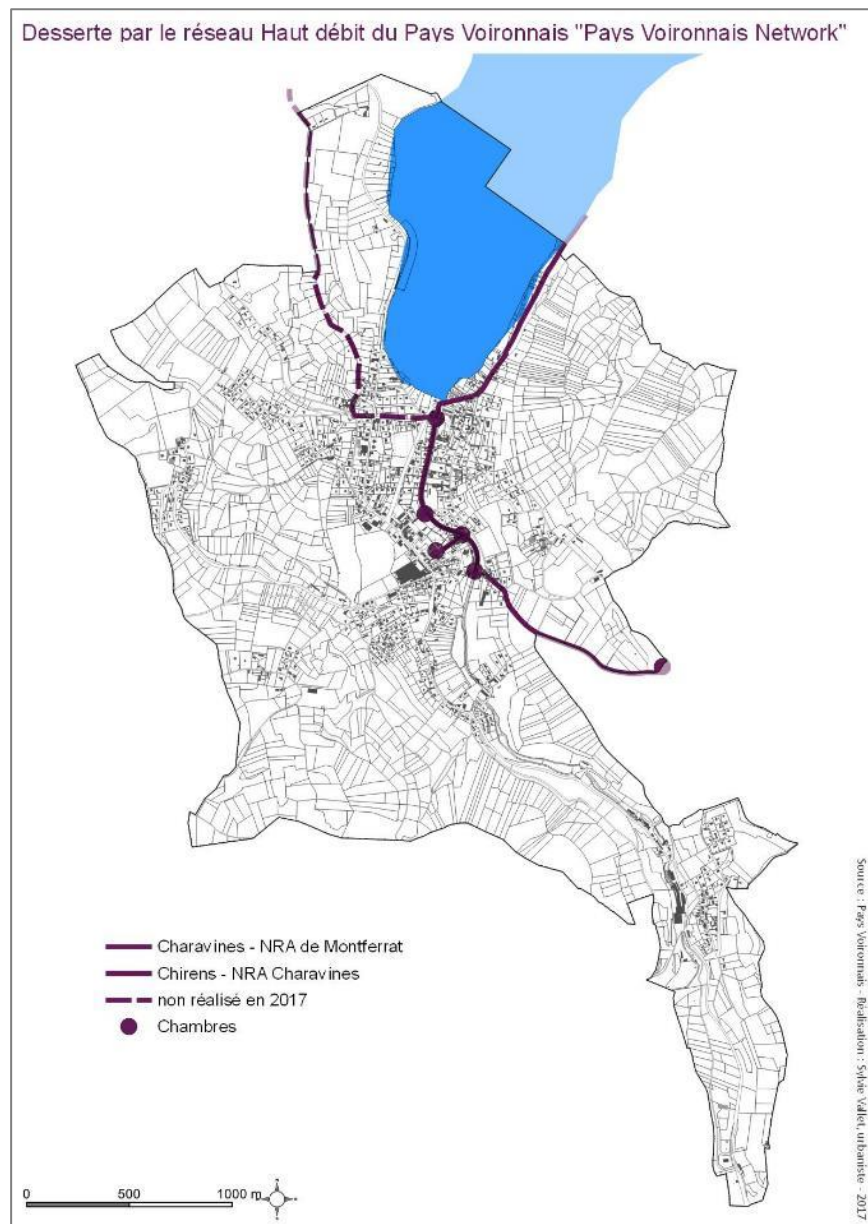 Desserte par le réseau Haut débit du Pays Voironnais "Pays Voironnais Network"
Charavines - NRA de Montferrat
Chirens - NRA Charavines
non réalisé en 2017
Chambres
0 500 1000 m
Source : Pays Voironnais - Réalisation : Sylvie Vallet, urbaniste - 2017